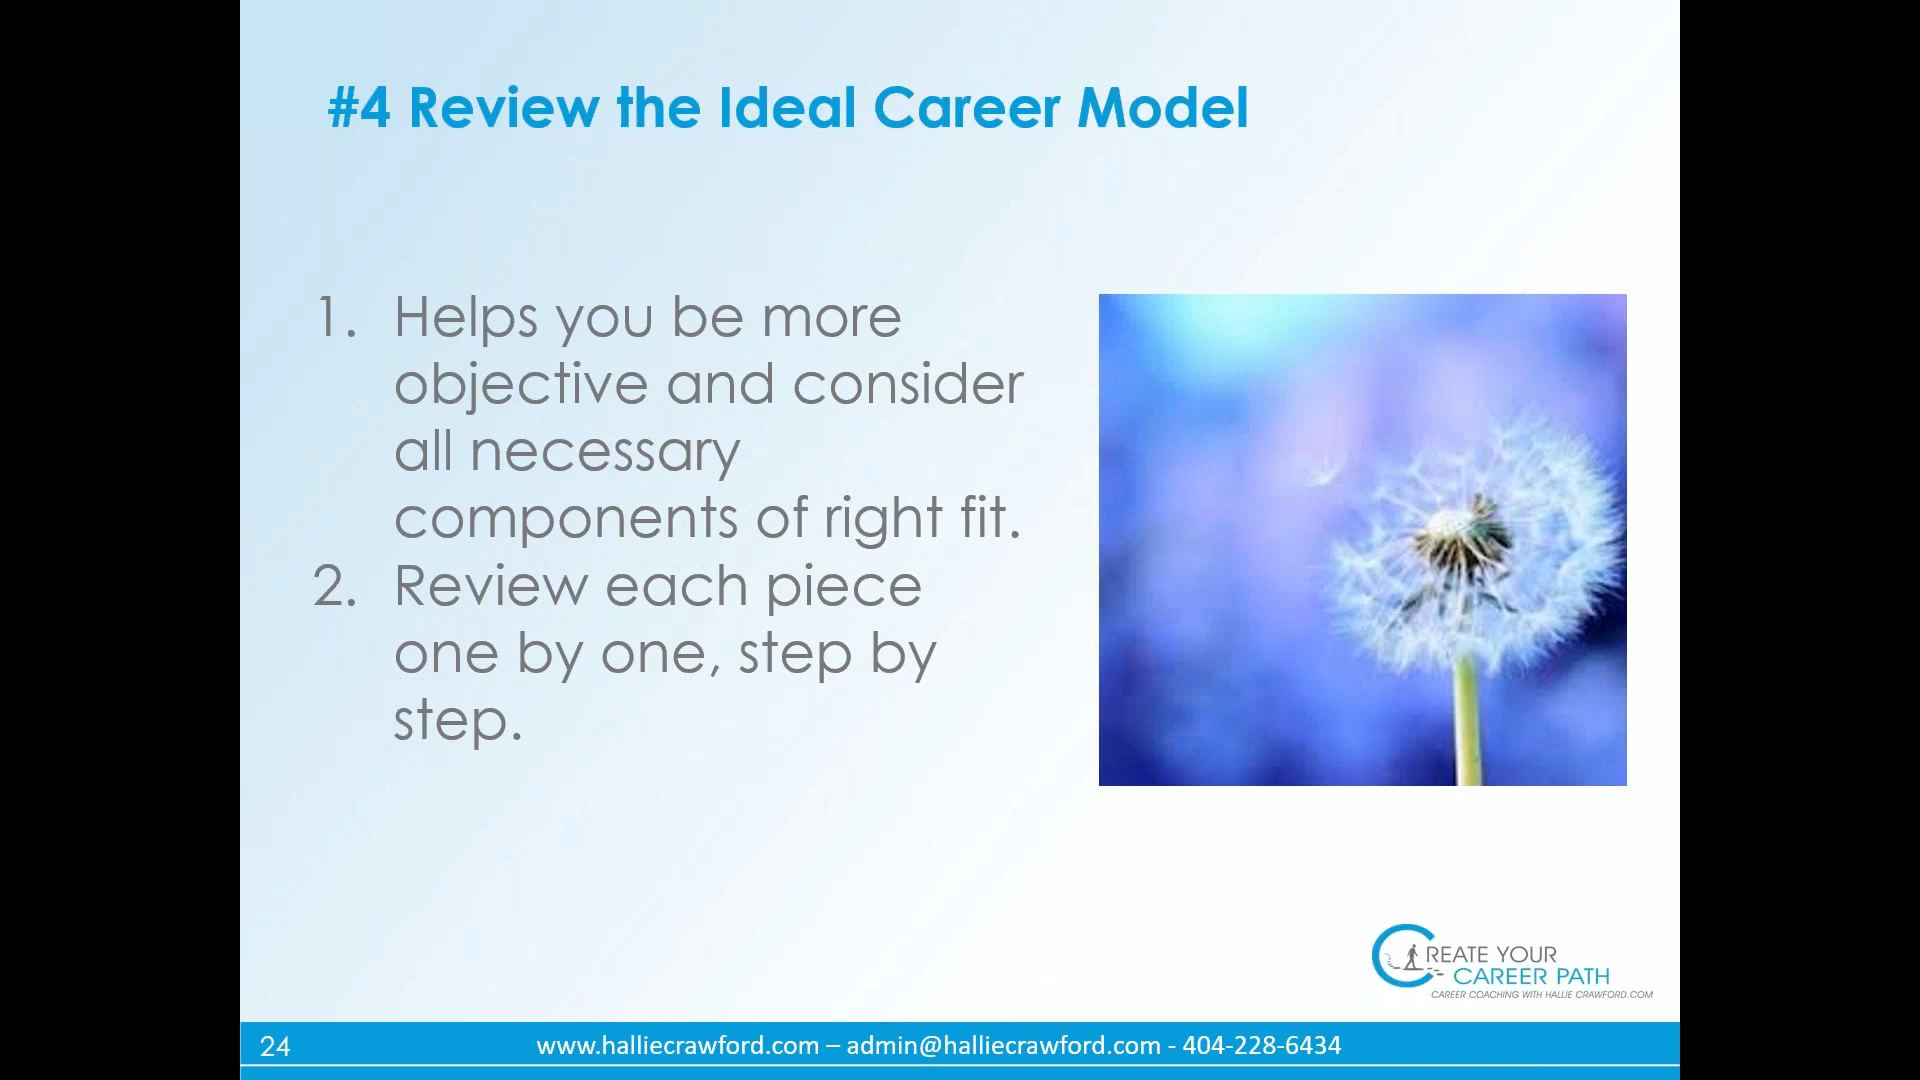 #4 Review the Ideal Career Model
1. Helps you be more
objective and consider
all necessary
components of right fit.
2. Review each piece
one by one, step by
step.
CREATE YOUR
CAREER PATH
CAREER COACHING WITH HALLIE CRAWFORD.COM
24
www.halliecrawford.com – admin@halliecrawford.com - 404-228-6434